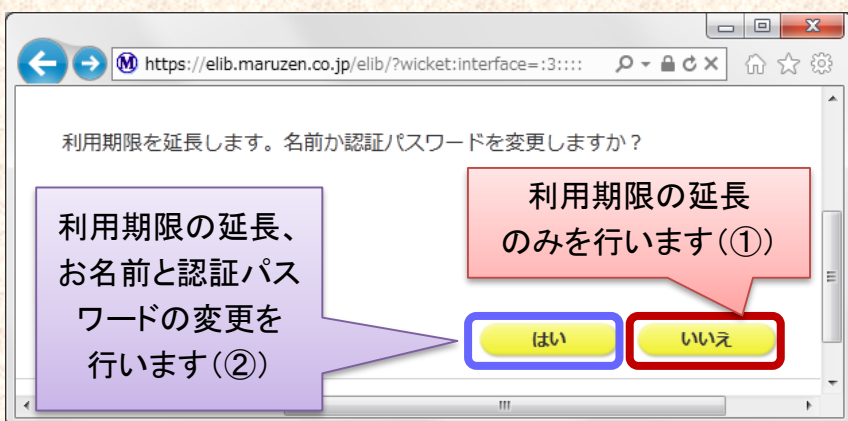 https://elib.maruzen.co.jp/elib/?wicket:interface=:3::::
利用期限を延長します。名前か認証パスワードを変更しますか？
利用期限の延長、
お名前と認証パス
ワードの変更を
行います(②)
利用期限の延長
のみを行います(①)
はい
いいえ